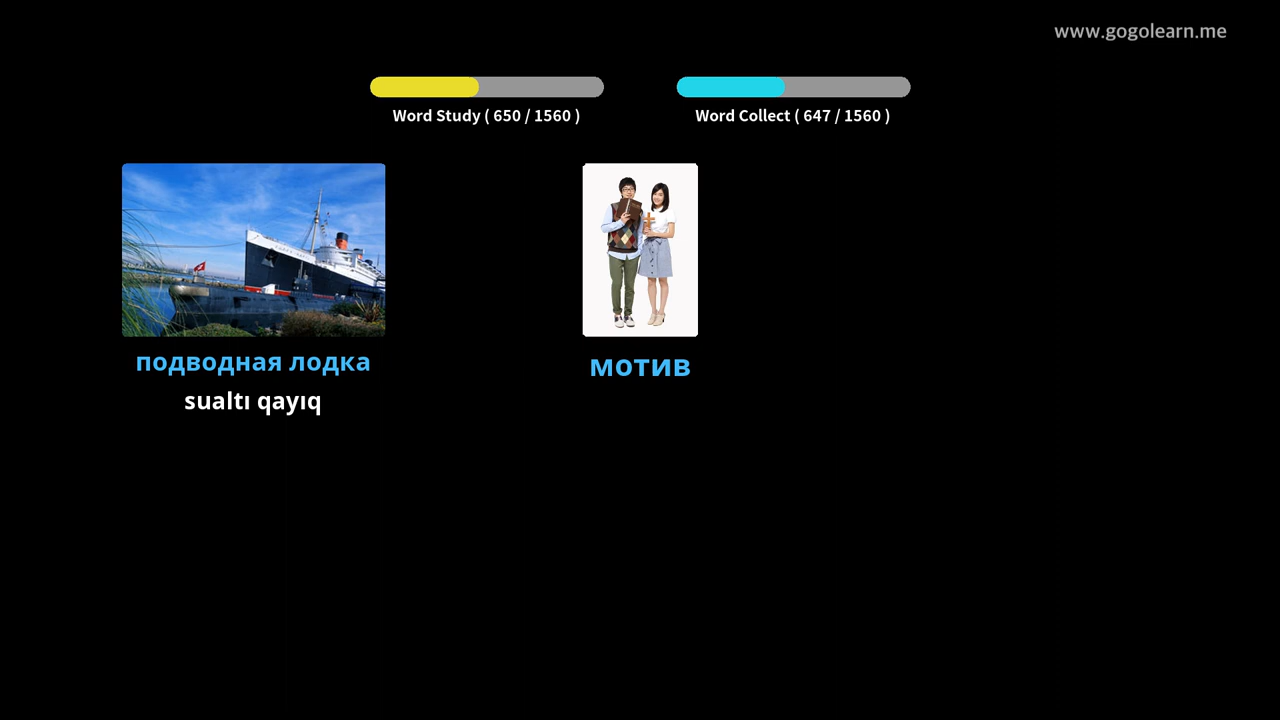 www.gogolearn.me
Word Study ( 650 / 1560 )
Word Collect ( 647 / 1560 )
подводная лодка
sualtı qayıq
мотив